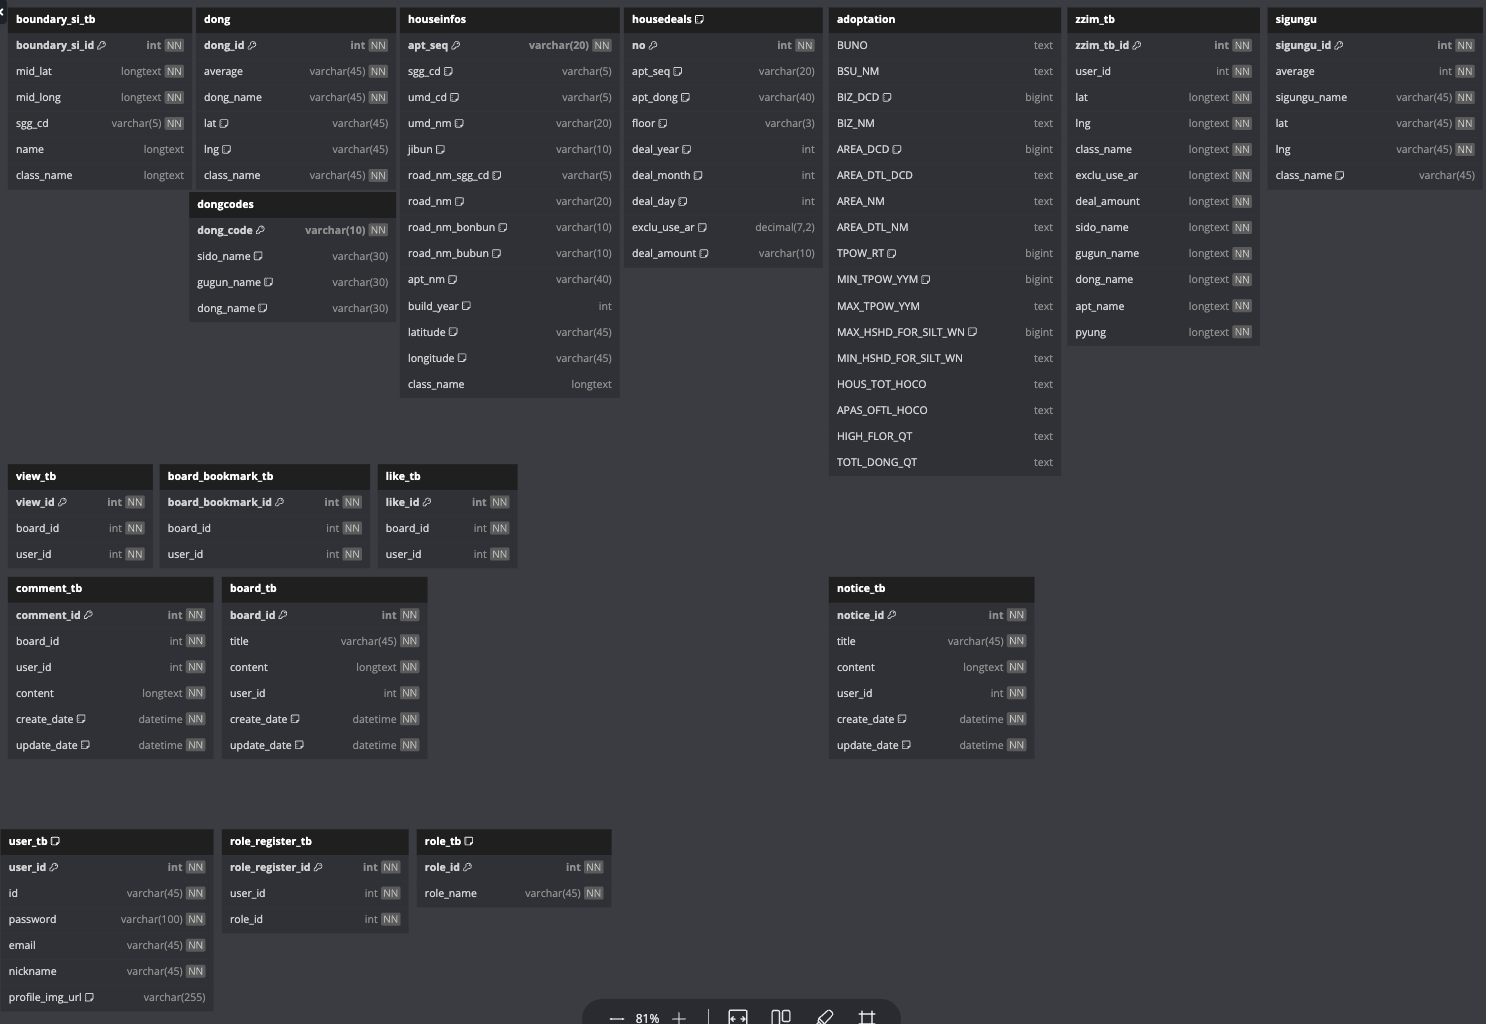 boundary_si_tb
boundary_si_id int NN
mid_lat longtext NN
mid_long longtext NN
sgg_cd varchar(5) NN
name longtext
class_name longtext
dong
dong_id int NN
average varchar(45) NN
dong_name varchar(45) NN
lat varchar(45)
lng varchar(45)
class_name varchar(45) NN
dongcodes
dong_code varchar(10) NN
sido_name varchar(30)
gugun_name varchar(30)
dong_name varchar(30)
houseinfos
apt_seq varchar(20) NN
sgg_cd varchar(5)
umd_cd varchar(5)
umd_nm varchar(20)
jibun varchar(10)
road_nm_sgg_cd varchar(5)
road_nm varchar(20)
road_nm_bonbun varchar(10)
road_nm_bubun varchar(10)
apt_nm varchar(40)
build_year int
latitude varchar(45)
longitude varchar(45)
class_name longtext
housedeals
no int NN
apt_seq varchar(20)
apt_dong varchar(40)
floor varchar(3)
deal_year int
deal_month int
deal_day int
exclu_use_ar decimal(7,2)
deal_amount varchar(10)
adoptation
BUNO text
BSU_NM text
BIZ_DCD bigint
BIZ_NM text
AREA_DCD bigint
AREA_DTL_DCD text
AREA_NM text
AREA_DTL_NM text
TPOW_RT bigint
MIN_TPOW_YYM bigint
MAX_TPOW_YYM text
MAX_HSHD_FOR_SILT_WN bigint
MIN_HSHD_FOR_SILT_WN text
HOUS_TOT_HOCO text
APAS_OFTL_HOCO text
HIGH_FLOR_QT text
TOTL_DONG_QT text
zzim_tb
zzim_tb_id int NN
user_id int NN
lat longtext NN
lng longtext NN
class_name longtext NN
exclu_use_ar longtext NN
deal_amount longtext NN
sido_name longtext NN
gugun_name longtext NN
dong_name longtext NN
apt_name longtext NN
pyung longtext NN
sigungu
sigungu_id int NN
average int NN
sigungu_name varchar(45) NN
lat varchar(45) NN
lng varchar(45) NN
class_name varchar(45)
view_tb
view_id int NN
board_id int NN
user_id int NN
board_bookmark_tb
board_bookmark_id int NN
board_id int NN
user_id int NN
like_tb
like_id int NN
board_id int NN
user_id int NN
comment_tb
comment_id int NN
board_id int NN
user_id int NN
content longtext NN
create_date datetime NN
update_date datetime NN
board_tb
board_id int NN
title varchar(45) NN
content longtext NN
user_id int NN
create_date datetime NN
update_date datetime NN
notice_tb
notice_id int NN
title varchar(45) NN
content longtext NN
user_id int NN
create_date datetime NN
update_date datetime NN
user_tb
user_id int NN
id varchar(45) NN
password varchar(100) NN
email varchar(45) NN
nickname varchar(45) NN
profile_img_url varchar(255)
role_register_tb
role_register_id int NN
user_id int NN
role_id int NN
role_tb
role_id int NN
role_name varchar(45) NN
81%